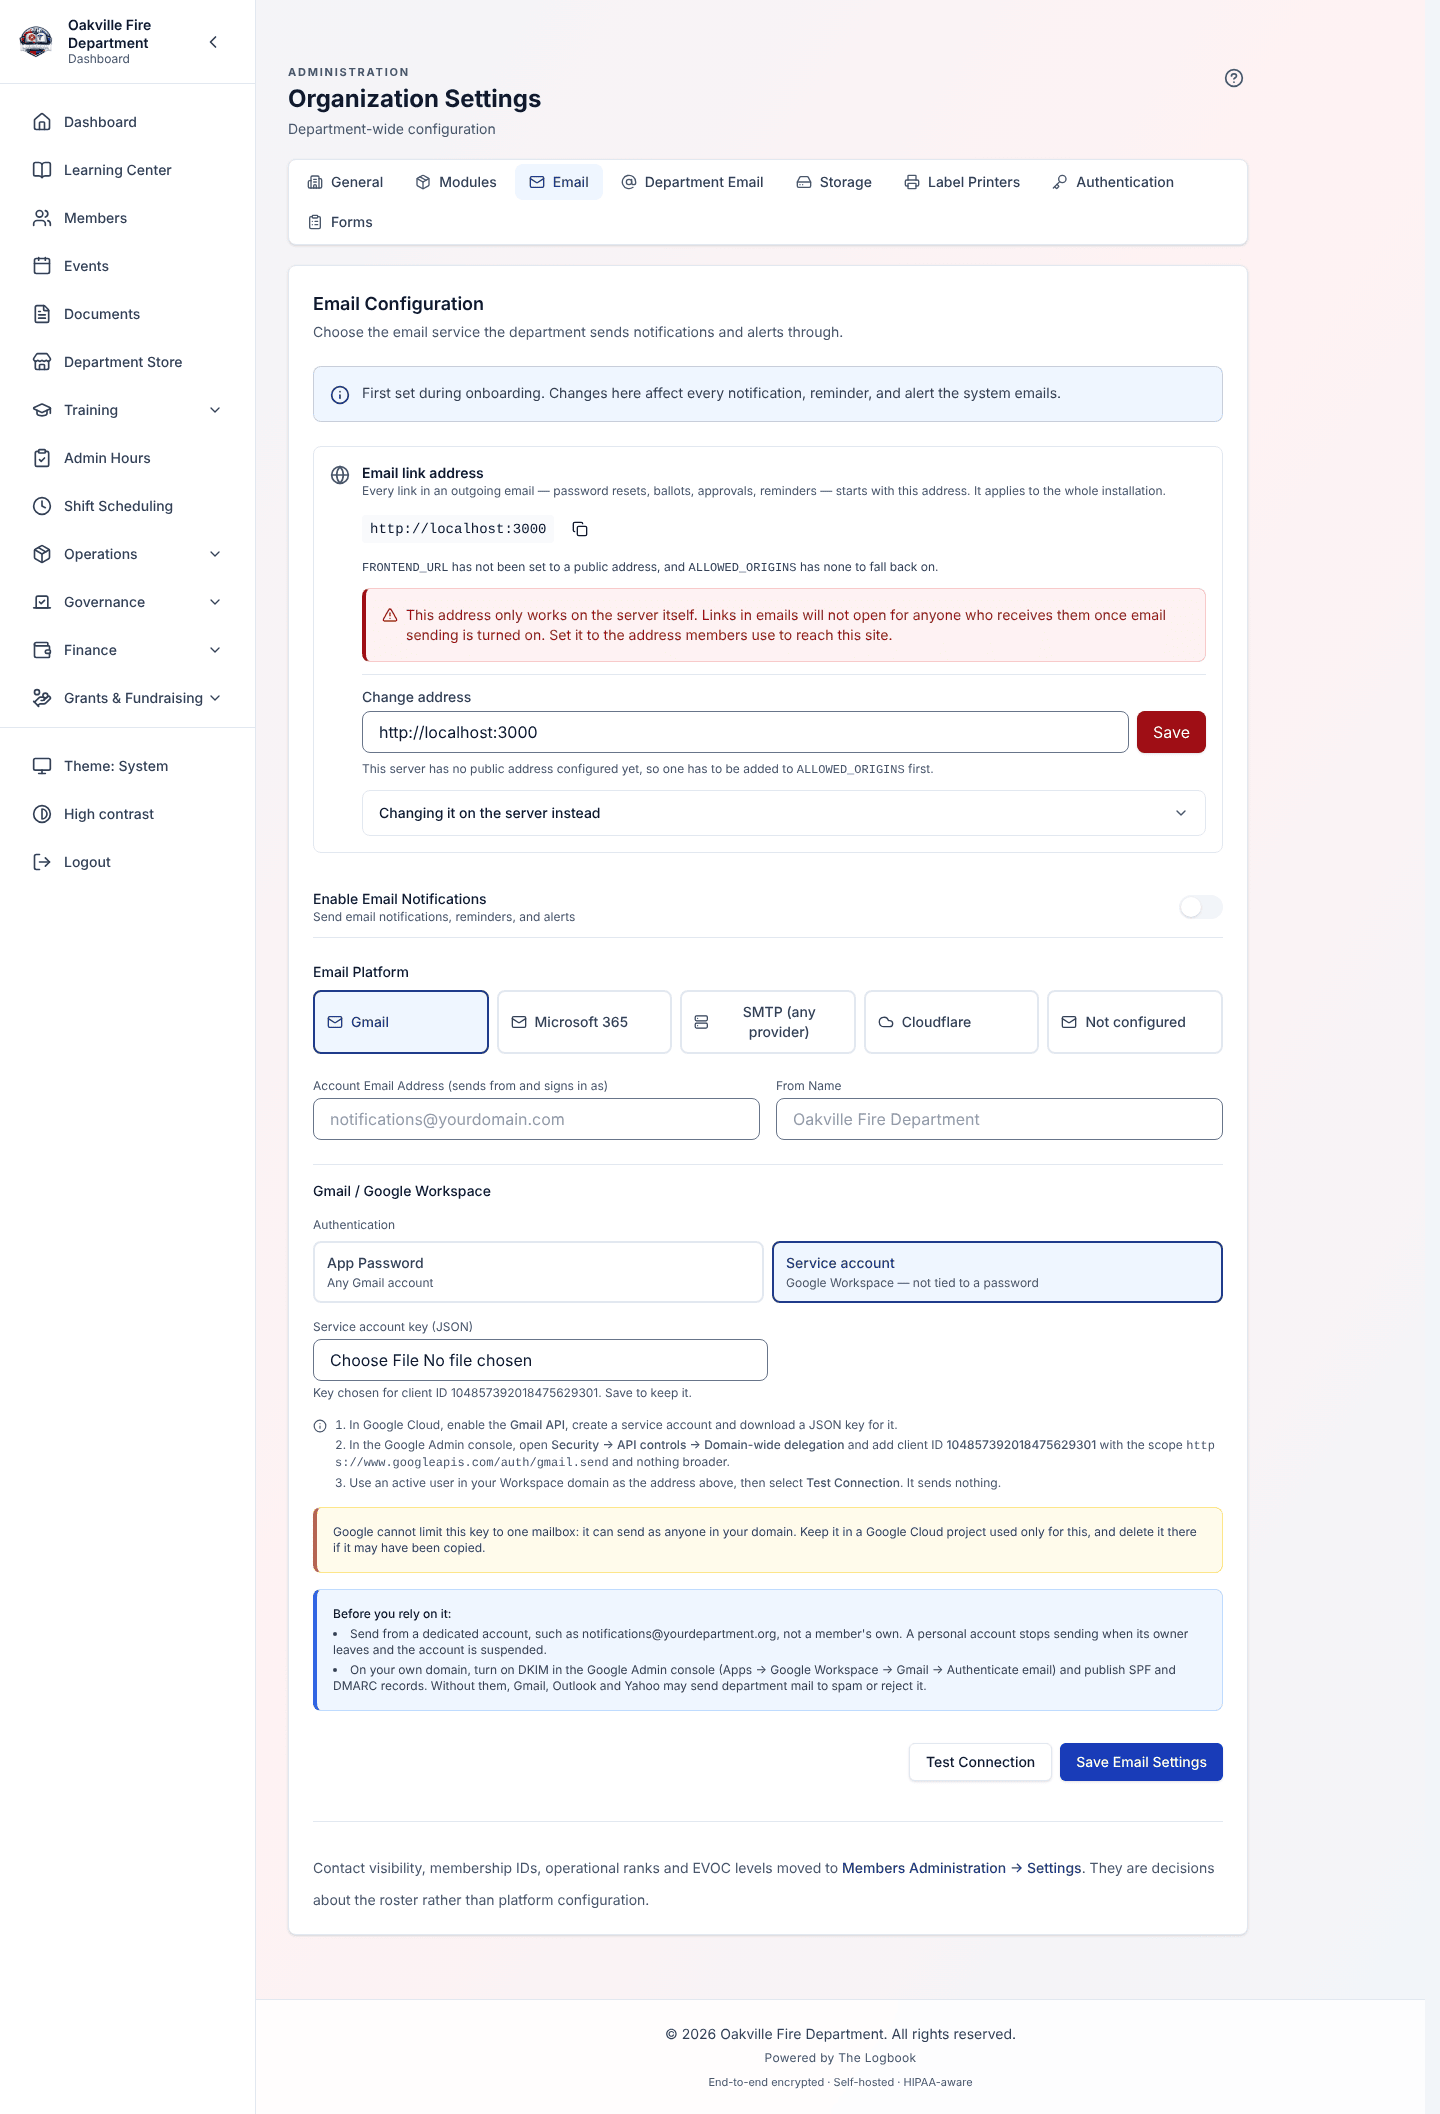 Oakville Fire
Department
Dashboard
Dashboard
Learning Center
Members
Events
Documents
Department Store
Training
Admin Hours
Shift Scheduling
Operations
Governance
Finance
Grants & Fundraising
Theme: System
High contrast
Logout
ADMINISTRATION
Organization Settings
Department-wide configuration
General
Modules
Email
Department Email
Storage
Label Printers
Authentication
Forms
Email Configuration
Choose the email service the department sends notifications and alerts through.
First set during onboarding. Changes here affect every notification, reminder, and alert the system emails.
Email link address
Every link in an outgoing email — password resets, ballots, approvals, reminders — starts with this address. It applies to the whole installation.
http://localhost:3000
FRONTEND_URL has not been set to a public address, and ALLOWED_ORIGINS has none to fall back on.
This address only works on the server itself. Links in emails will not open for anyone who receives them once email
sending is turned on. Set it to the address members use to reach this site.
Change address
http://localhost:3000
Save
This server has no public address configured yet, so one has to be added to ALLOWED_ORIGINS first.
Changing it on the server instead
Enable Email Notifications
Send email notifications, reminders, and alerts
Email Platform
Gmail
Microsoft 365
SMTP (any
provider)
Cloudflare
Not configured
Account Email Address (sends from and signs in as)
From Name
notifications@yourdomain.com
Oakville Fire Department
Gmail / Google Workspace
Authentication
App Password
Any Gmail account
Service account
Google Workspace — not tied to a password
Service account key (JSON)
Choose File No file chosen
Key chosen for client ID 104857392018475629301. Save to keep it.
1. In Google Cloud, enable the Gmail API, create a service account and download a JSON key for it.
2. In the Google Admin console, open Security → API controls → Domain-wide delegation and add client ID 104857392018475629301 with the scope http
s://www.googleapis.com/auth/gmail.send and nothing broader.
3. Use an active user in your Workspace domain as the address above, then select Test Connection. It sends nothing.
Google cannot limit this key to one mailbox: it can send as anyone in your domain. Keep it in a Google Cloud project used only for this, and delete it there
if it may have been copied.
Before you rely on it:
• Send from a dedicated account, such as notifications@yourdepartment.org, not a member's own. A personal account stops sending when its owner
leaves and the account is suspended.
• On your own domain, turn on DKIM in the Google Admin console (Apps → Google Workspace → Gmail → Authenticate email) and publish SPF and
DMARC records. Without them, Gmail, Outlook and Yahoo may send department mail to spam or reject it.
Test Connection
Save Email Settings
Contact visibility, membership IDs, operational ranks and EVOC levels moved to Members Administration → Settings. They are decisions
about the roster rather than platform configuration.
© 2026 Oakville Fire Department. All rights reserved.
Powered by The Logbook
End-to-end encrypted · Self-hosted · HIPAA-aware